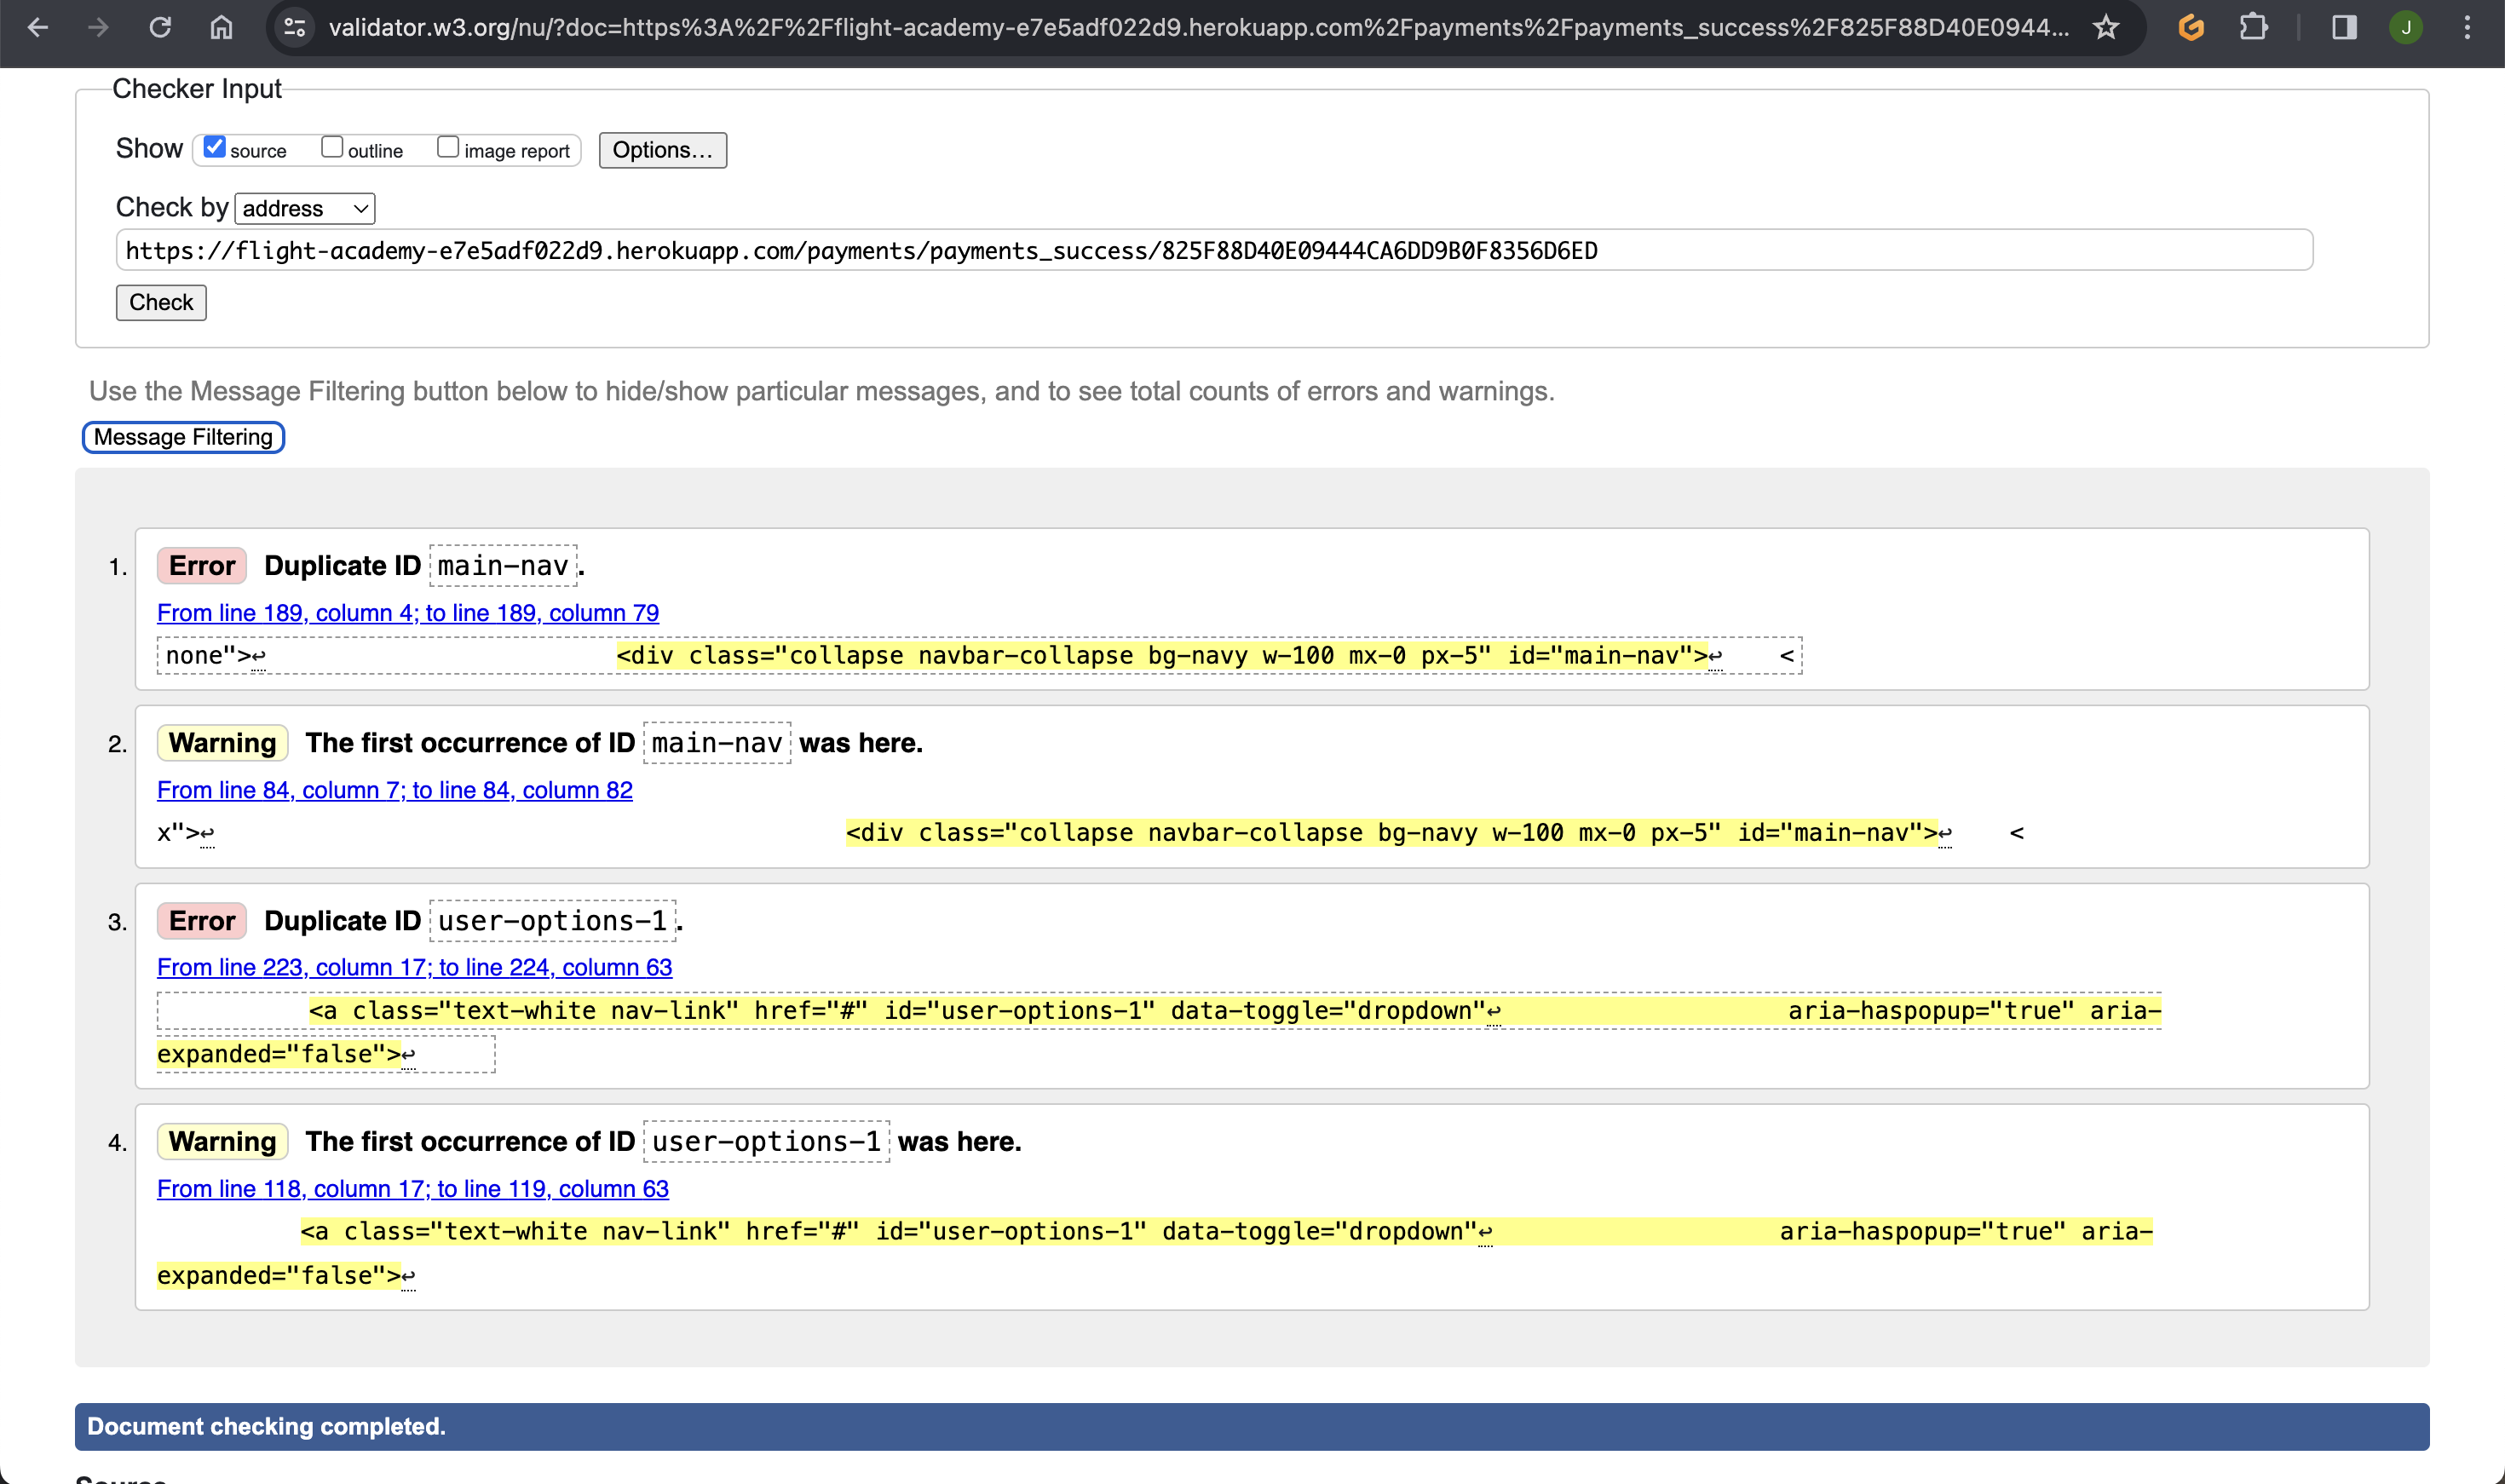 validator.w3.org/nu/?doc=https%3A%2F%2Fflight-academy-e7e5adf022d9.herokuapp.com%2Fpayments%2Fpayments_success%2F825F88D40E0944...
J
Checker Input
Show source outline image report Options...
Check by address
https://flight-academy-e7e5adf022d9.herokuapp.com/payments/payments_success/825F88D40E09444CA6DD9B0F8356D6ED
Check
Use the Message Filtering button below to hide/show particular messages, and to see total counts of errors and warnings.
Message Filtering
1. Error Duplicate ID main-nav.
From line 189, column 4; to line 189, column 79
none">↩ <div class="collapse navbar-collapse bg-navy w-100 mx-0 px-5" id="main-nav">↩ <
2. Warning The first occurrence of ID main-nav was here.
From line 84, column 7; to line 84, column 82
x">↩ <div class="collapse navbar-collapse bg-navy w-100 mx-0 px-5" id="main-nav">↩ <
3. Error Duplicate ID user-options-1.
From line 223, column 17; to line 224, column 63
<a class="text-white nav-link" href="#" id="user-options-1" data-toggle="dropdown"↩ aria-haspopup="true" aria-
expanded="false">↩
4. Warning The first occurrence of ID user-options-1 was here.
From line 118, column 17; to line 119, column 63
<a class="text-white nav-link" href="#" id="user-options-1" data-toggle="dropdown"↩ aria-haspopup="true" aria-
expanded="false">↩
Document checking completed.
Source